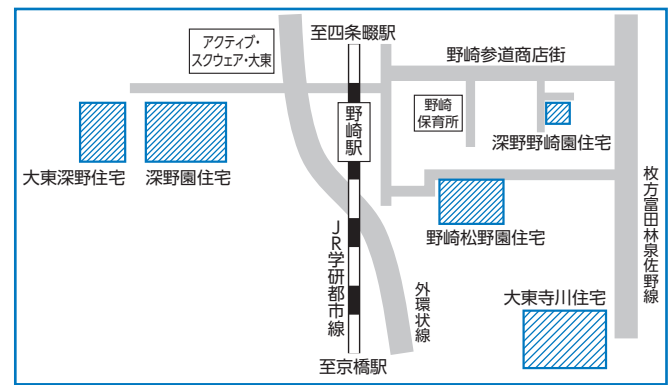 アクティブ・
スクウェア・大東
至四条畷駅
野崎参道商店街
野崎駅
野崎
保育所
深野野崎園住宅
大東深野住宅
深野園住宅
野崎松野園住宅
枚方富田林泉佐野線
JR学研都市線
外環状線
大東寺川住宅
至京橋駅